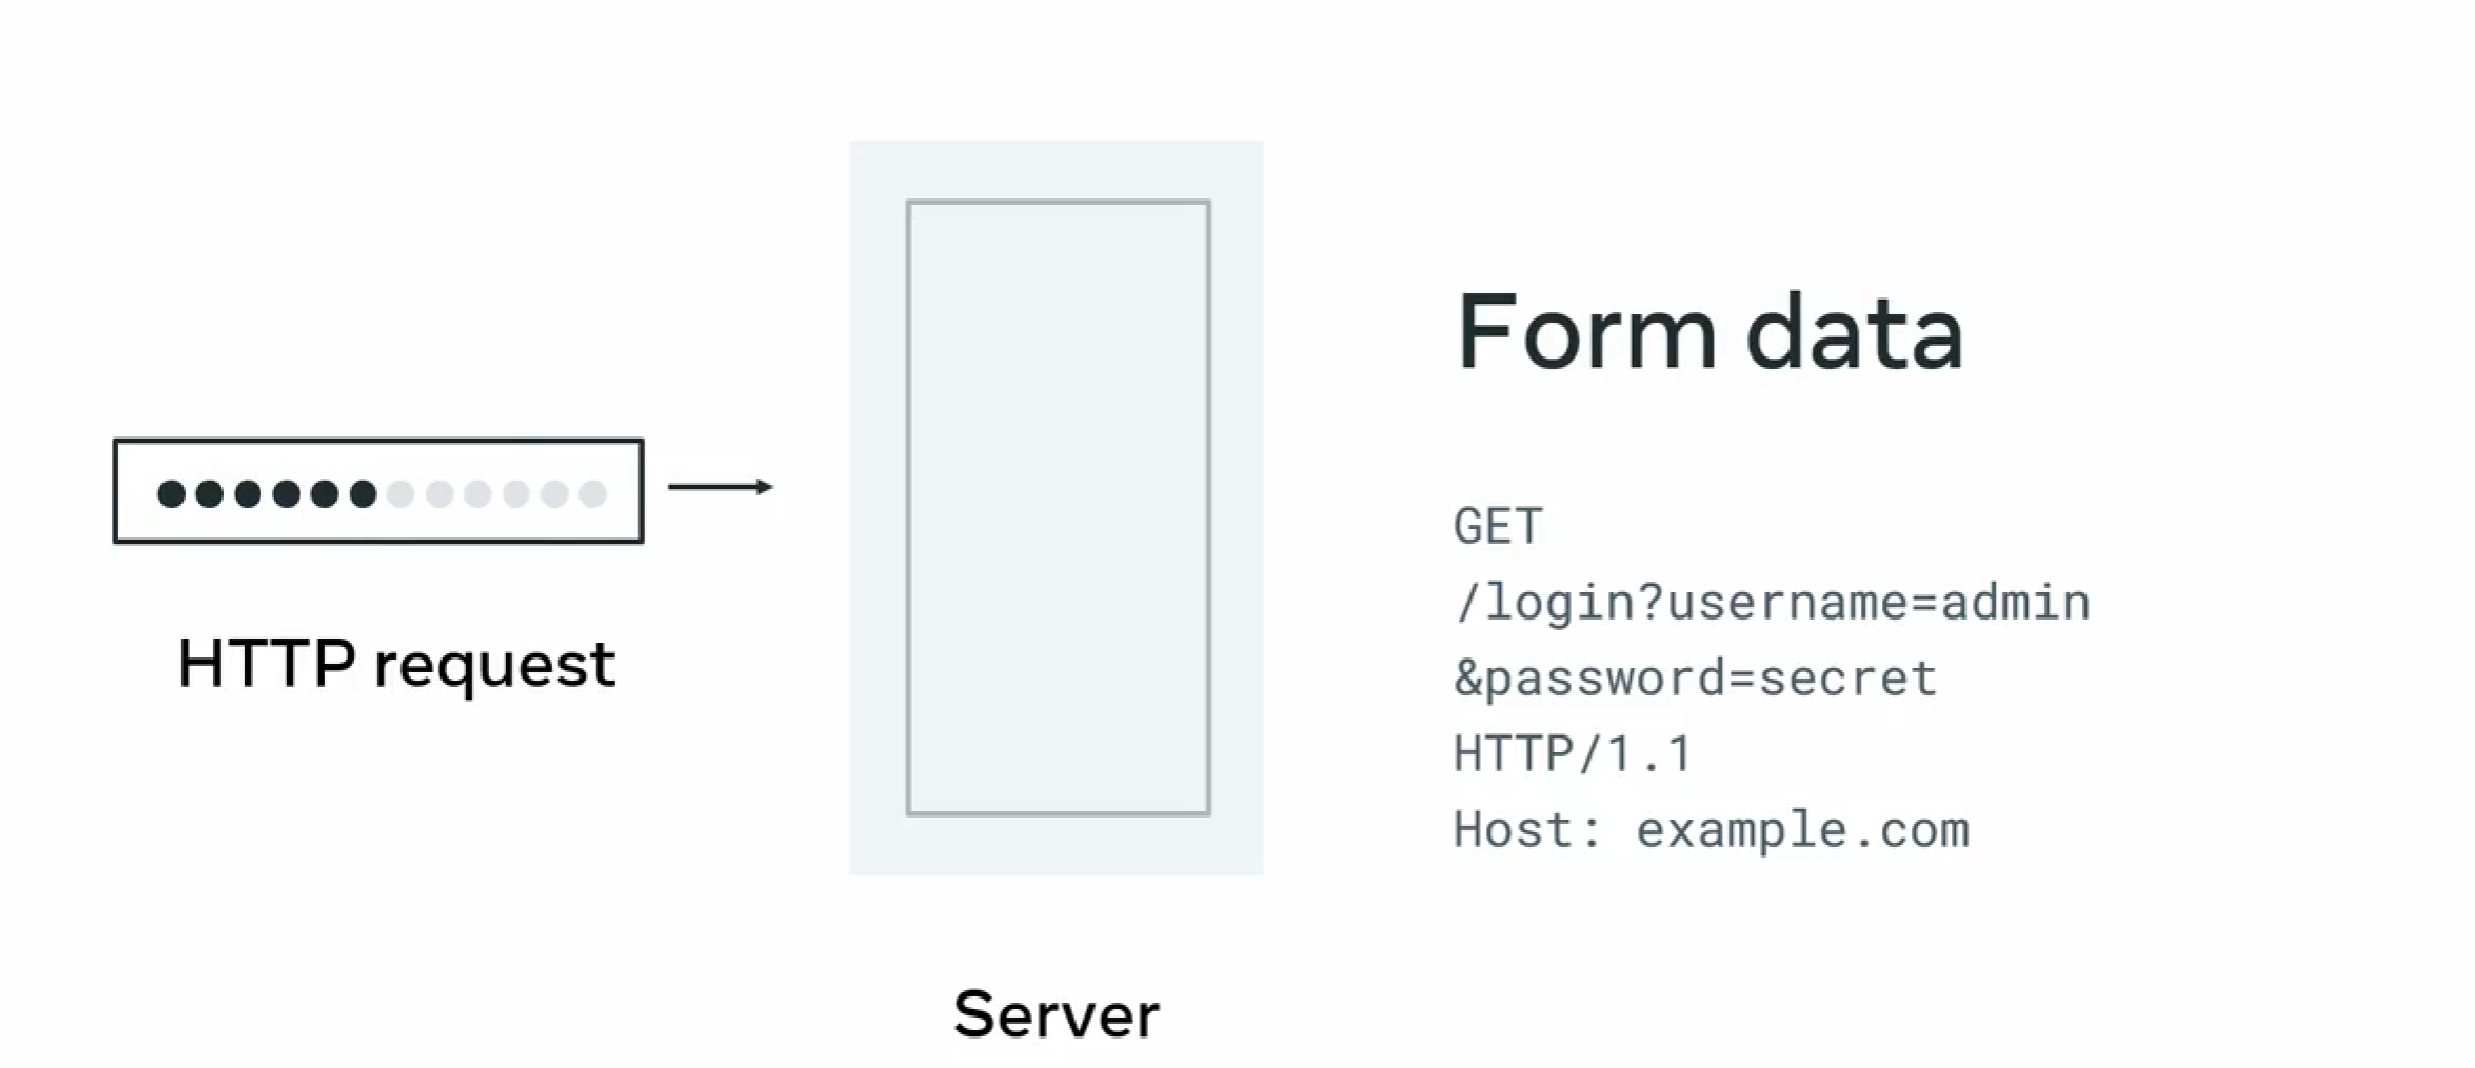 HTTP request
Server
Form data
GET
/login?username=admin
&password=secret
HTTP/1.1
Host: example.com